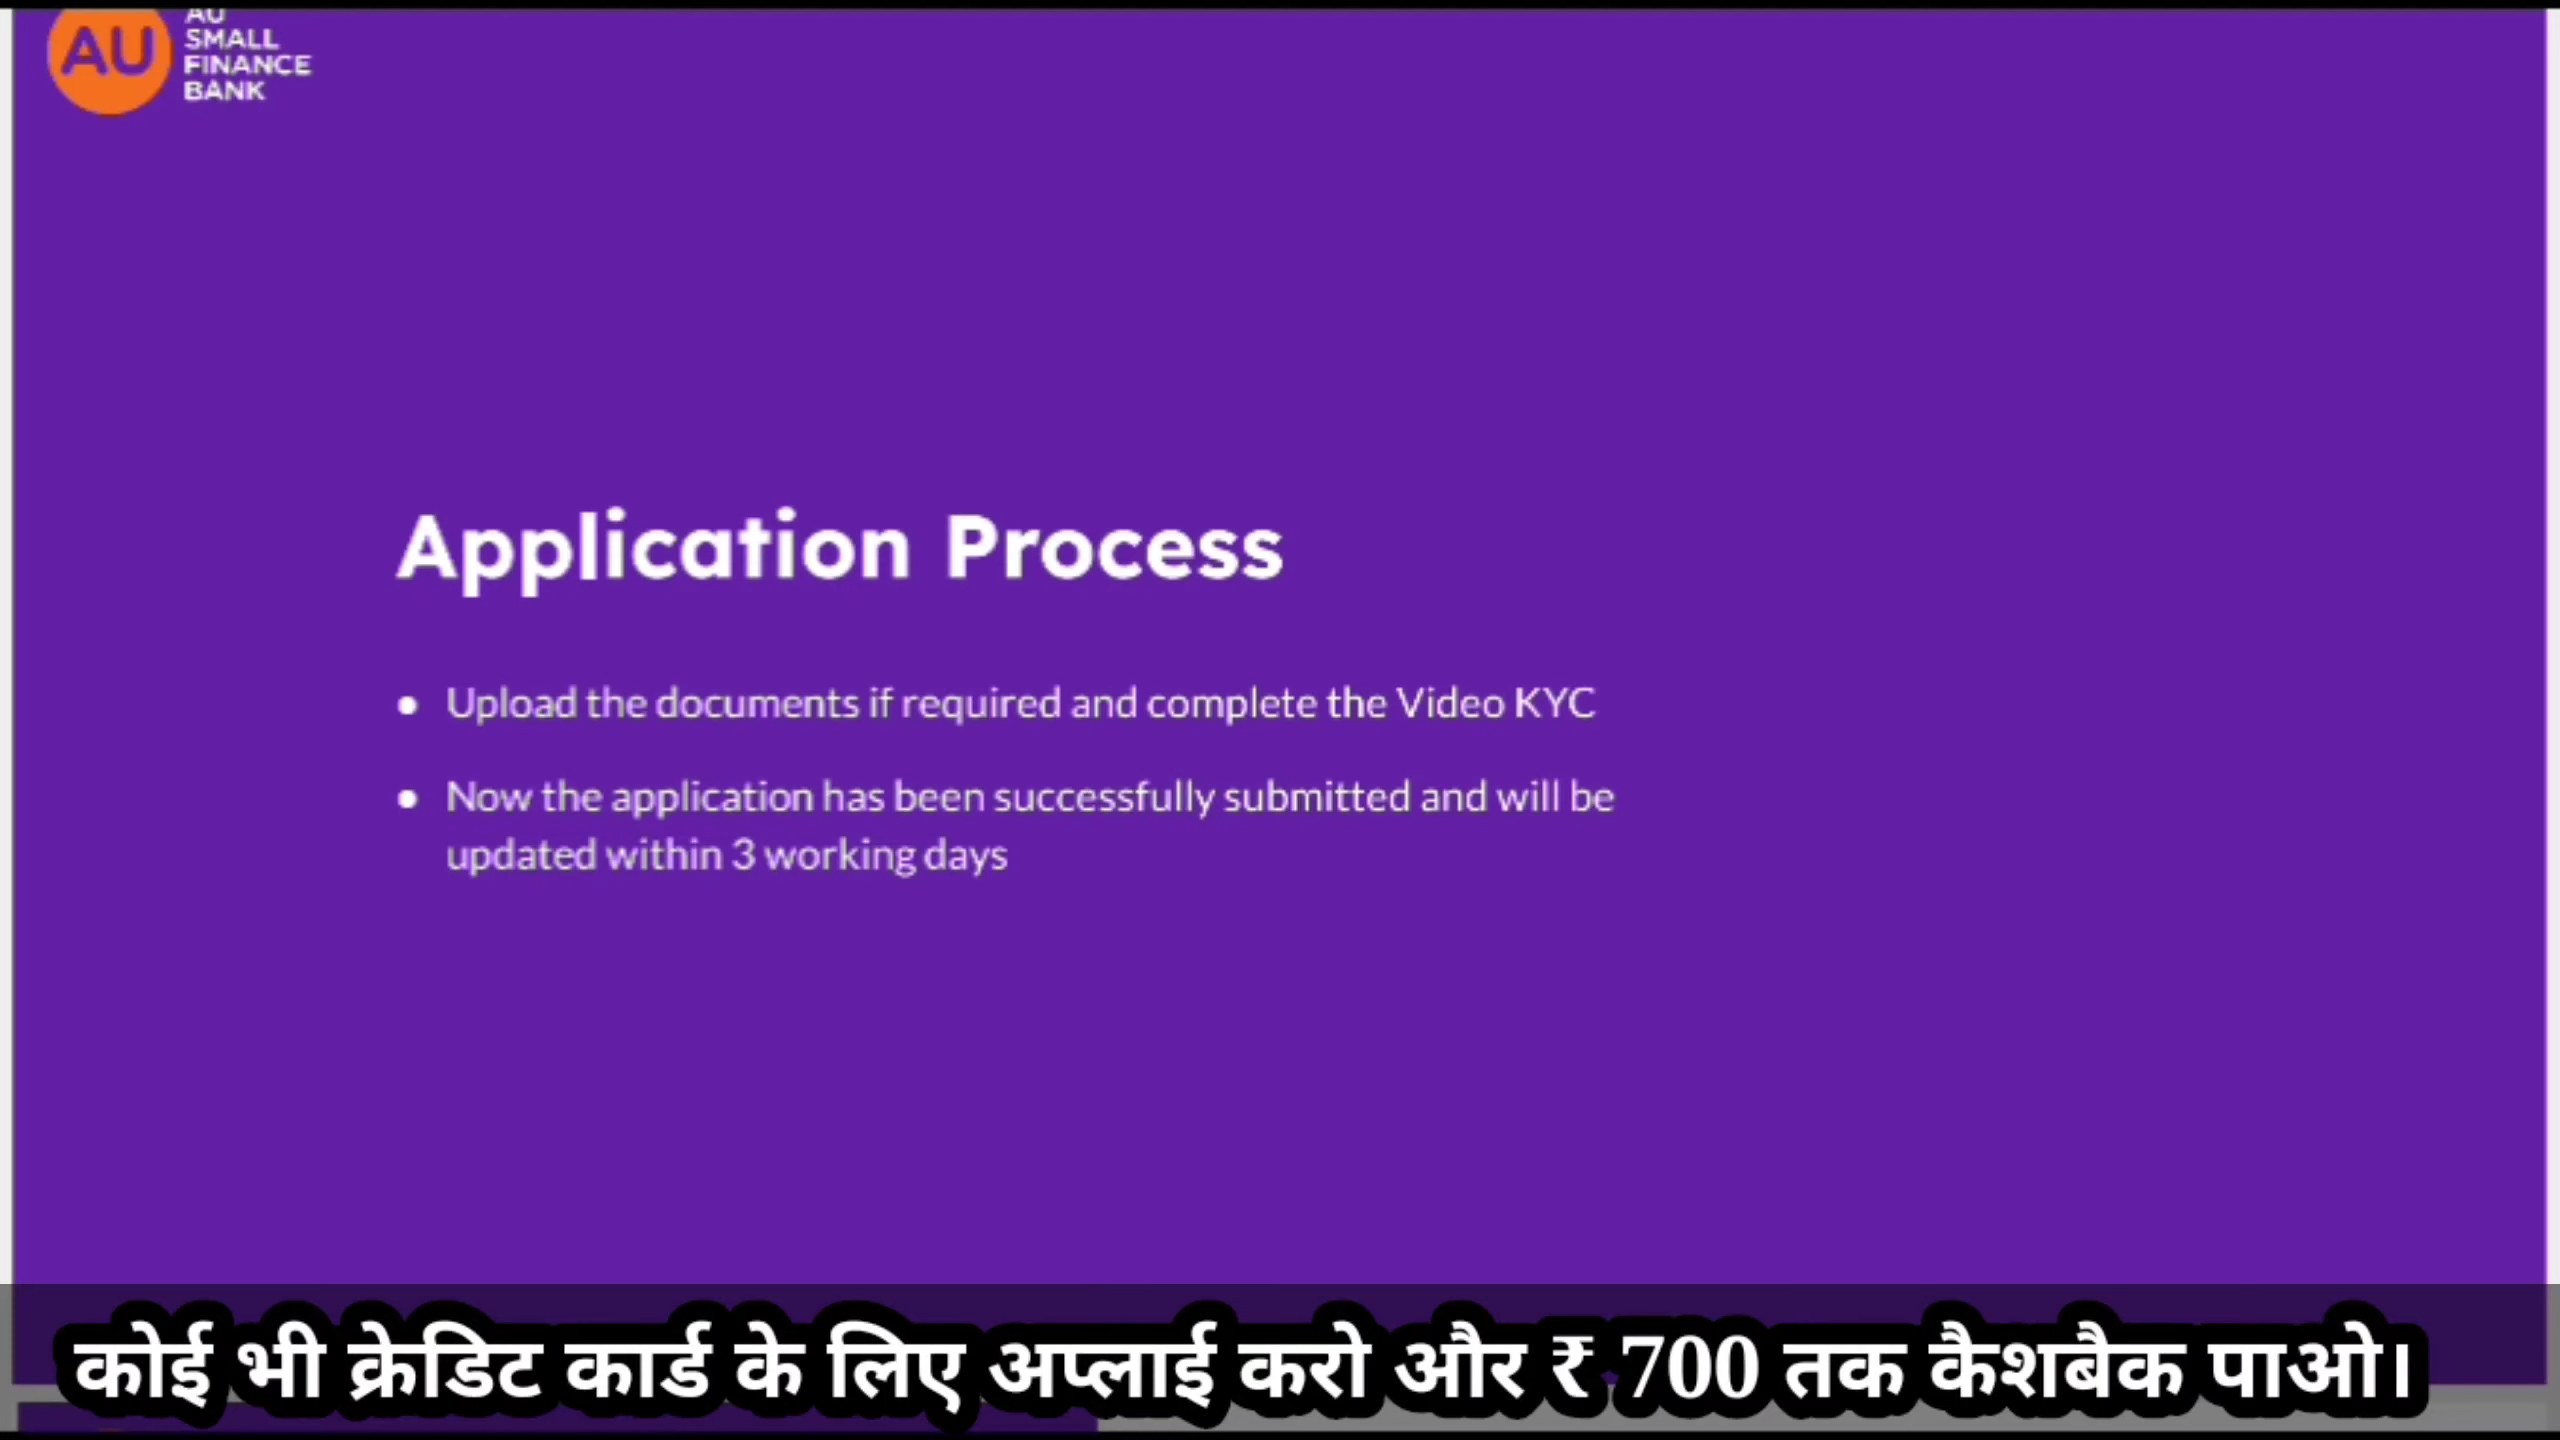 AU
AU
SMALL
FINANCE
BANK
Application Process
• Upload the documents if required and complete the Video KYC
• Now the application has been successfully submitted and will be
updated within 3 working days
कोई भी क्रेडिट कार्ड के लिए अप्लाई करो और ₹ 700 तक कैशबैक पाओ।